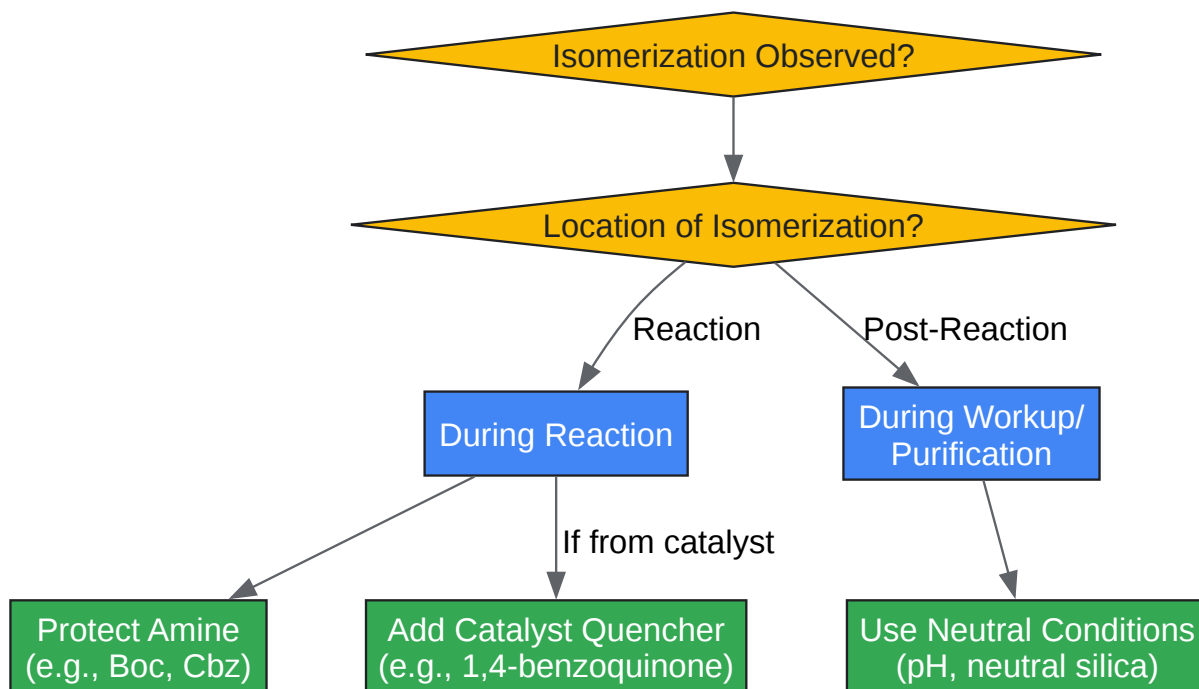 Isomerization Observed?
Location of Isomerization?
Reaction
Post-Reaction
During Reaction
During Workup/
Purification
If from catalyst
Protect Amine
(e.g., Boc, Cbz)
Add Catalyst Quencher
(e.g., 1,4-benzoquinone)
Use Neutral Conditions
(pH, neutral silica)